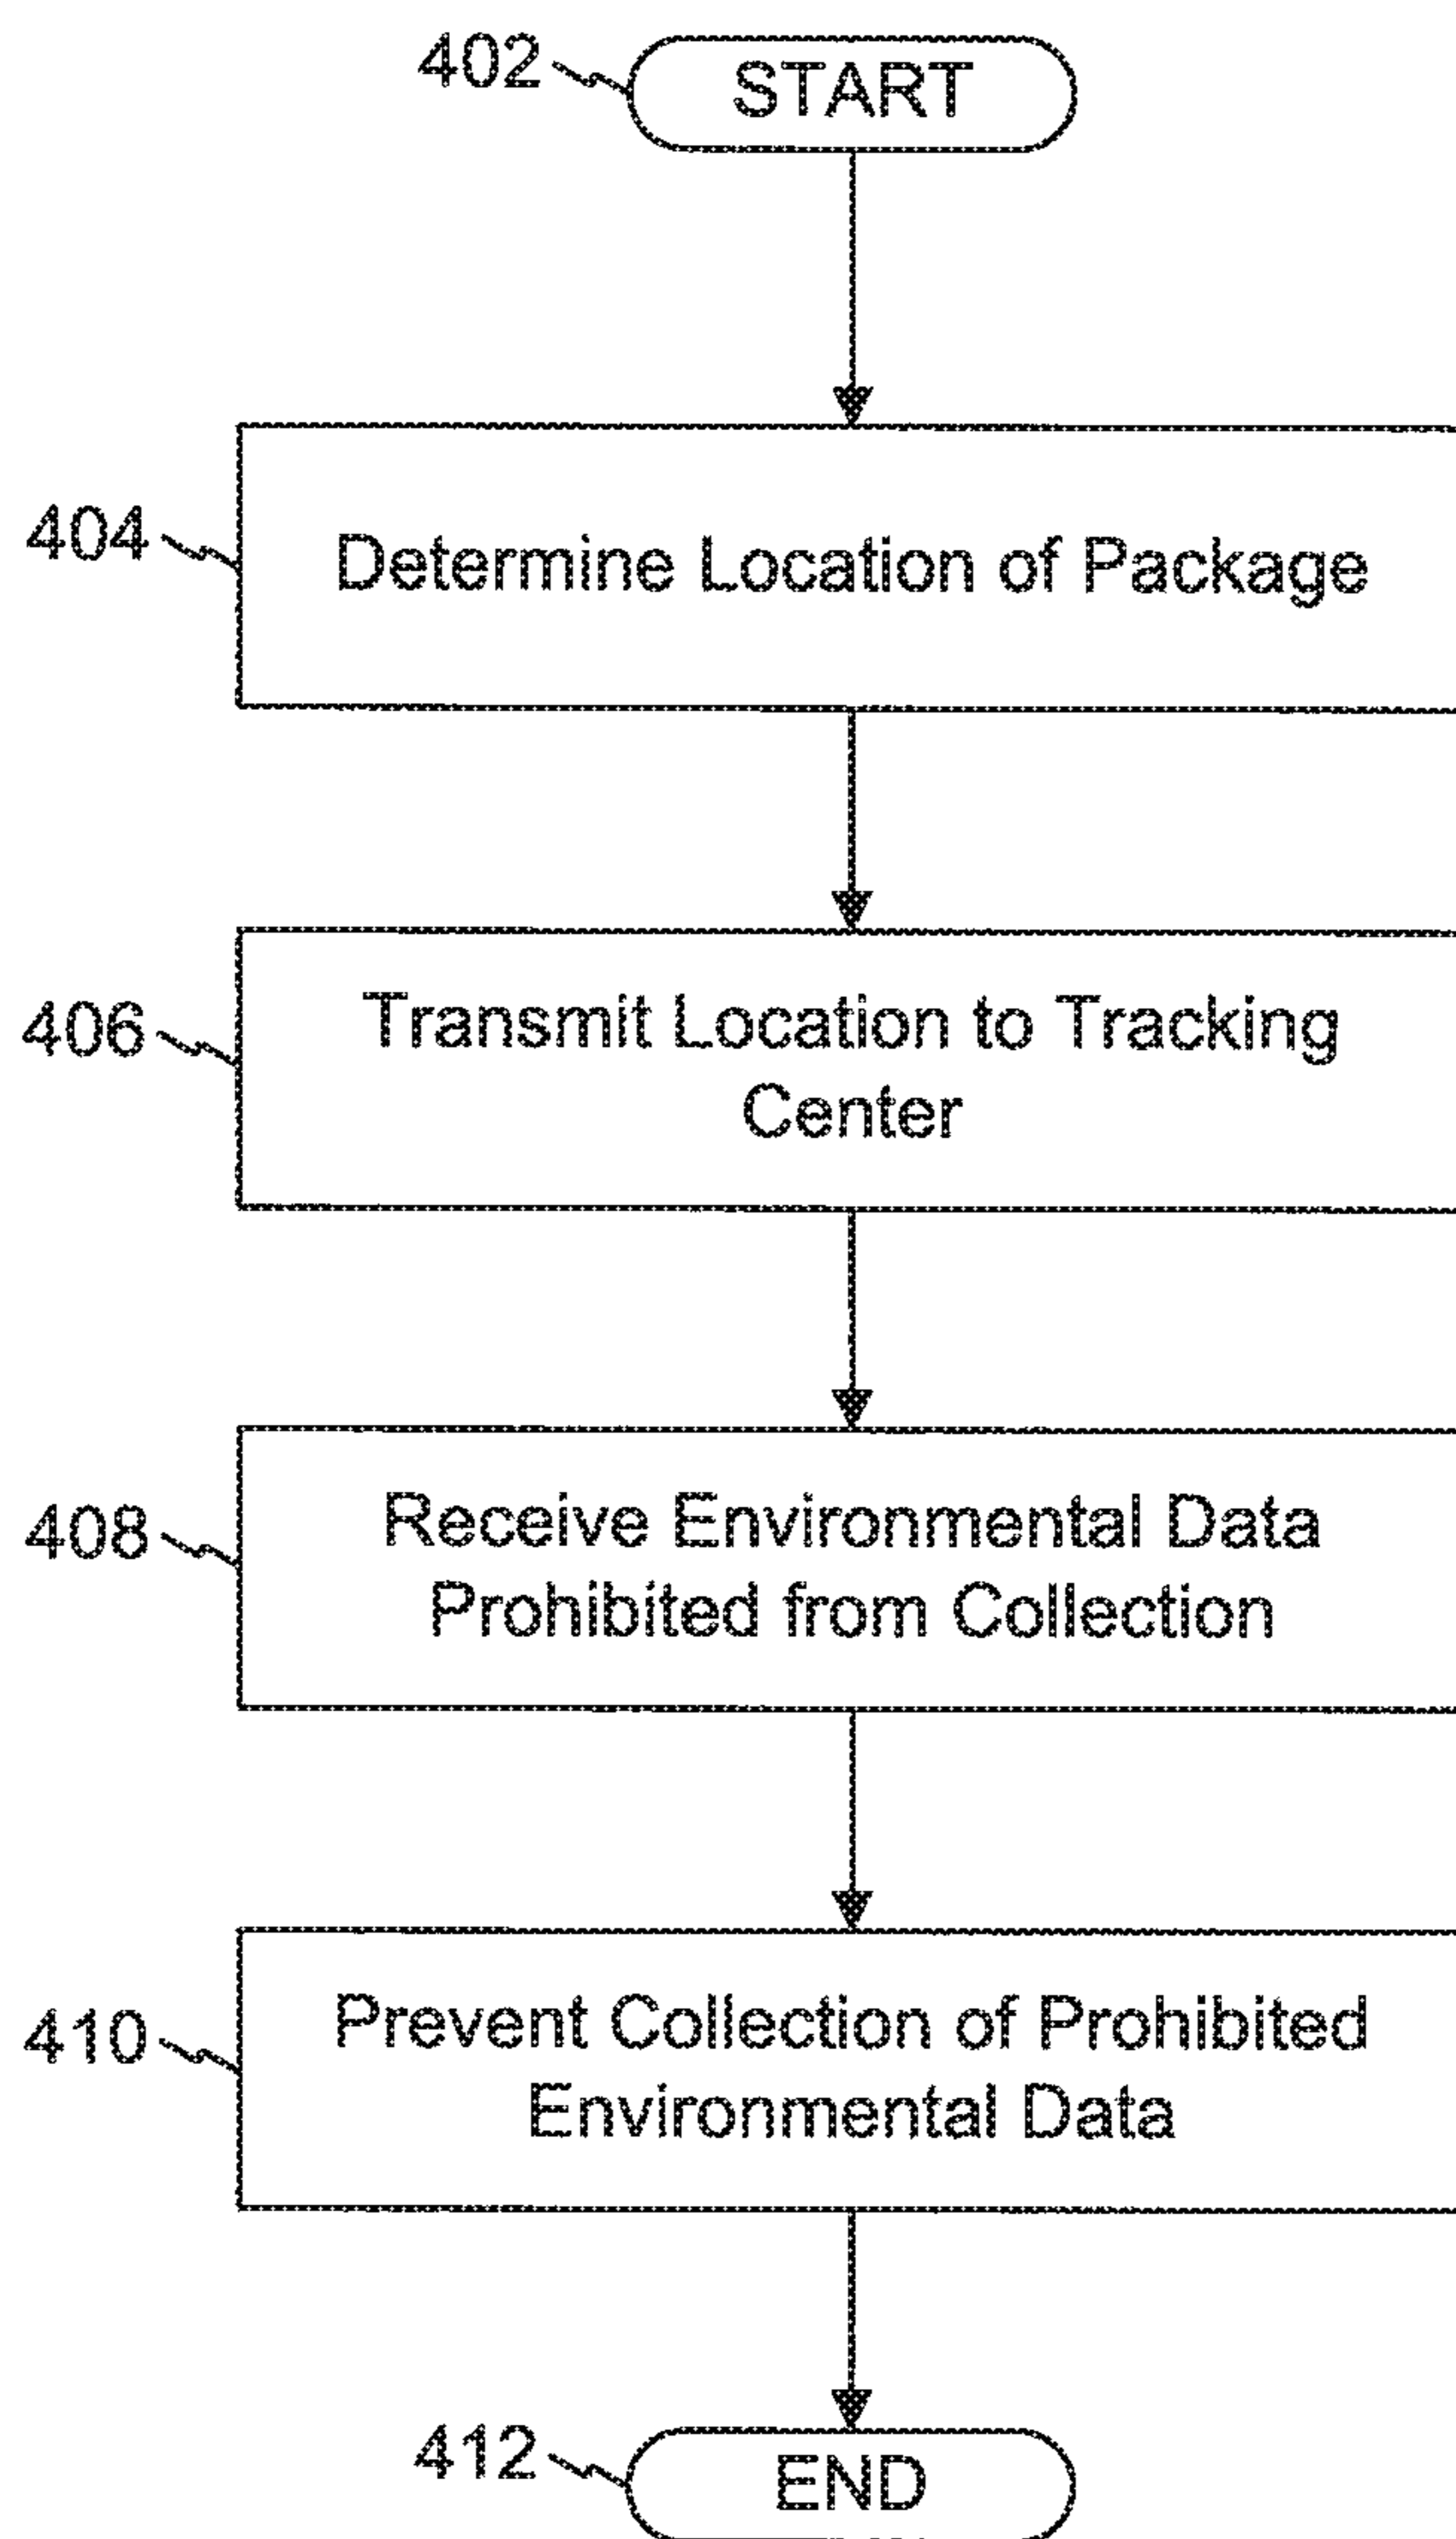 402
START
404
Determine Location of Package
406
Transmit Location to Tracking
Center
408
Receive Environmental Data
Prohibited from Collection
410
Prevent Collection of Prohibited
Environmental Data
412
END